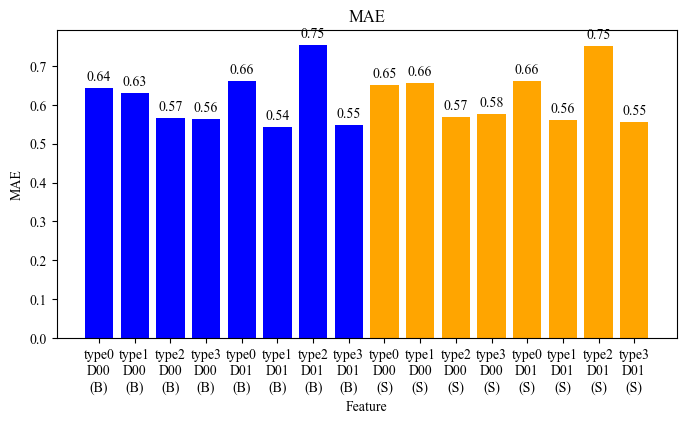 MAE
0.64 0.63 0.57 0.56 0.66 0.54 0.75 0.55 0.65 0.66 0.57 0.58 0.66 0.56 0.75 0.55
MAE
0.7
0.6
0.5
0.4
0.3
0.2
0.1
0.0
type0 type1 type2 type3 type0 type1 type2 type3 type0 type1 type2 type3 type0 type1 type2 type3
D00 D00 D00 D00 D01 D01 D01 D01 D00 D00 D00 D00 D01 D01 D01 D01
(B) (B) (B) (B) (B) (B) (B) (B) (S) (S) (S) (S) (S) (S) (S) (S)
Feature